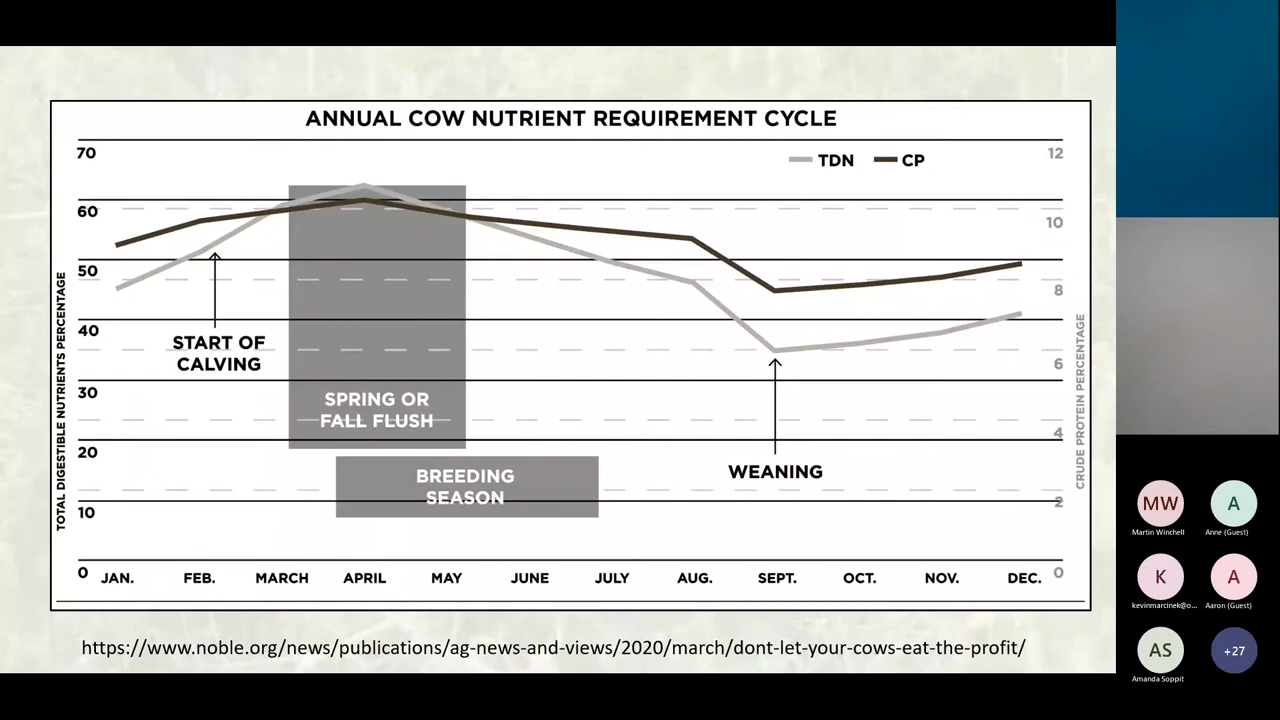 ANNUAL COW NUTRIENT REQUIREMENT CYCLE
TDN CP
70
60
50
40
30
20
10
0
12
10
8
6
4
2
0
TOTAL DIGESTIBLE NUTRIENTS PERCENTAGE
CRUDE PROTEIN PERCENTAGE
START OF
CALVING
SPRING OR
FALL FLUSH
BREEDING
SEASON
WEANING
JAN. FEB. MARCH APRIL MAY JUNE JULY AUG. SEPT. OCT. NOV. DEC.
https://www.noble.org/news/publications/ag-news-and-views/2020/march/dont-let-your-cows-eat-the-profit/
MW A
Martin Winchell Anne (Guest)
K A
kevinmarcinek@o... Aaron (Guest)
AS +27
Amanda Soppit